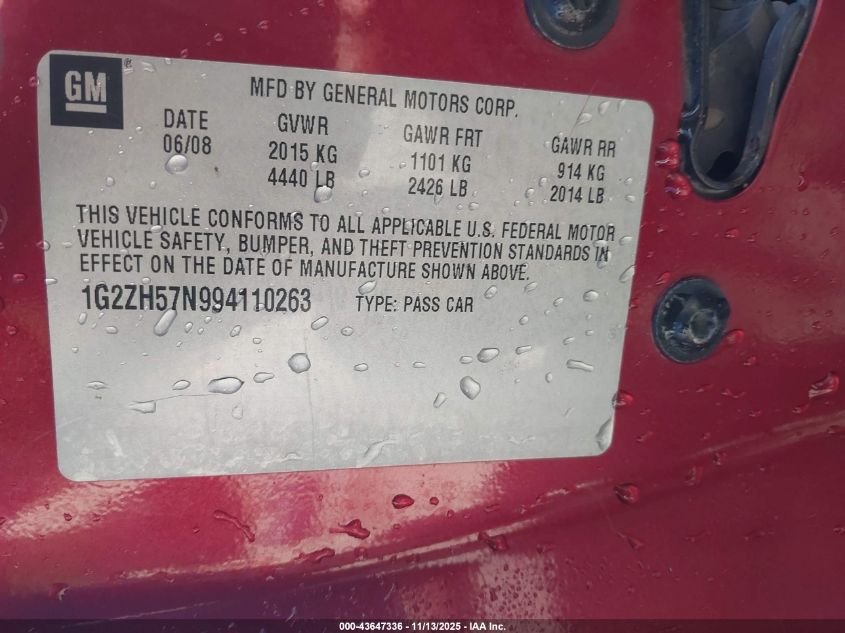 GM
MFD BY GENERAL MOTORS CORP.
DATE GVWR GAWR FRT GAWR RR
06/08 2015 KG 1101 KG 914 KG
4440 LB 2426 LB 2014 LB
THIS VEHICLE CONFORMS TO ALL APPLICABLE U.S. FEDERAL MOTOR
VEHICLE SAFETY, BUMPER, AND THEFT PREVENTION STANDARDS IN
EFFECT ON THE DATE OF MANUFACTURE SHOWN ABOVE.
1G2ZH57N994110263 TYPE: PASS CAR
000-43647336 - 11/13/2025 - IAA Inc.